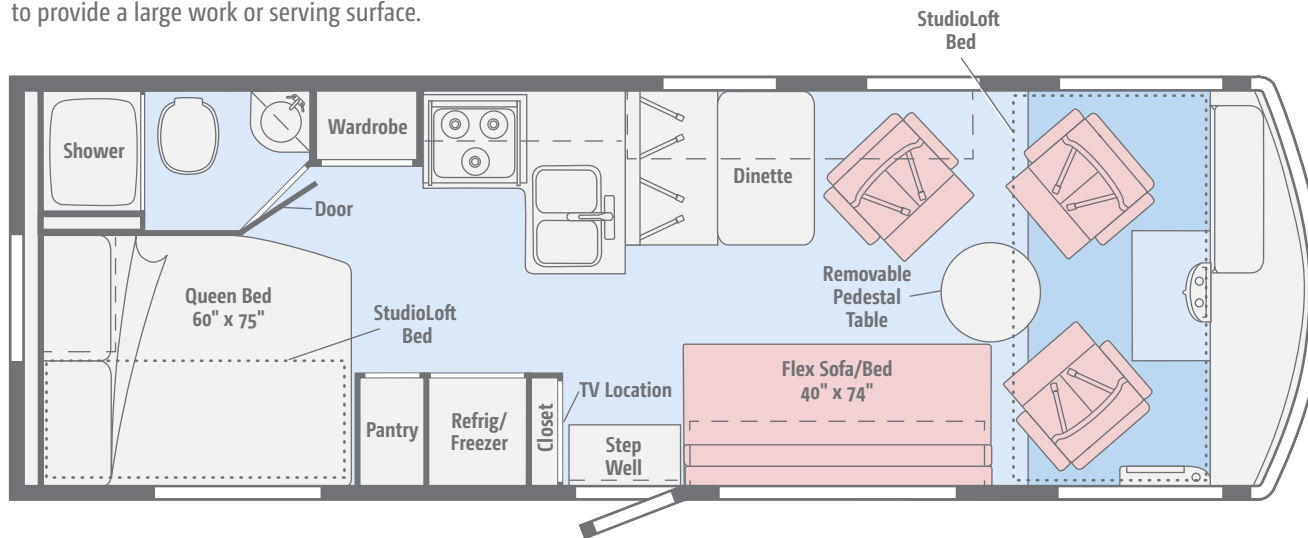 to provide a large work or serving surface.
StudioLoft
Bed
Shower
Wardrobe
Door
Dinette
Queen Bed
60" x 75"
StudioLoft
Bed
Removable
Pedestal
Table
Pantry
Refrig/
Freezer
Closet
TV Location
Step
Well
Flex Sofa/Bed
40" x 74"